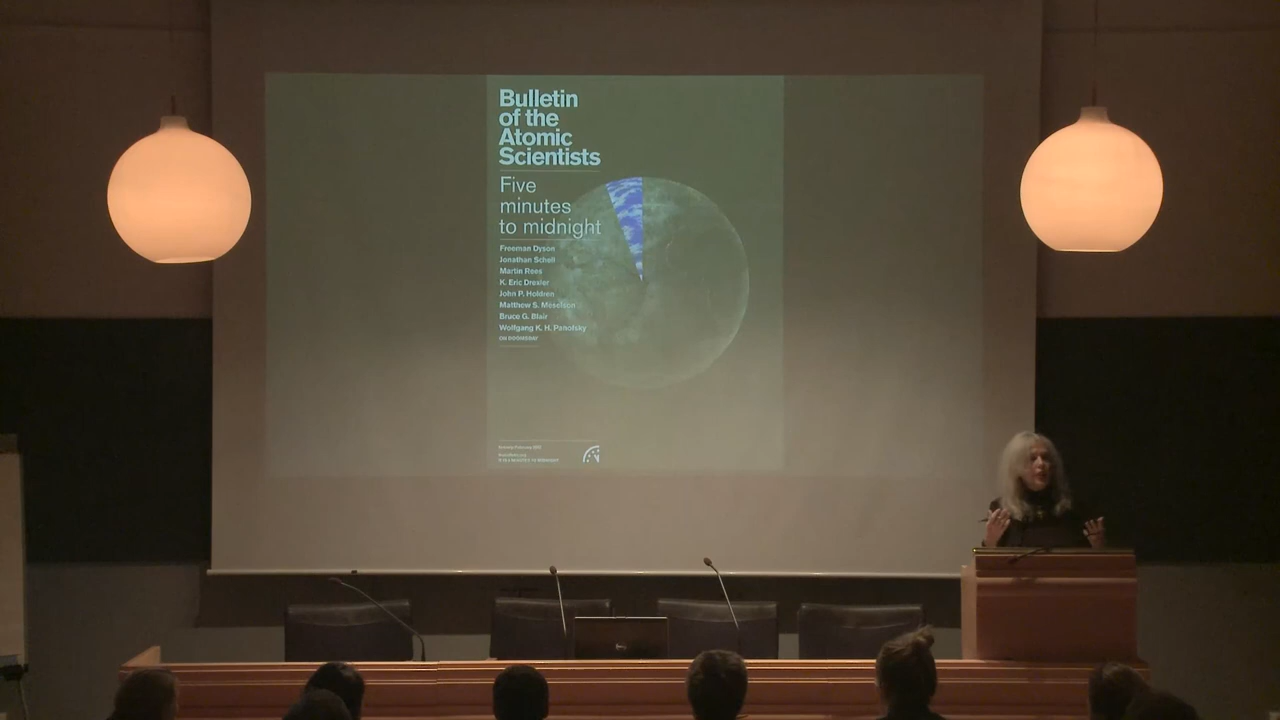 Bulletin
of the
Atomic
Scientists
Five
minutes
to midnight
Freeman Dyson
Jonathan Schell
Martin Rees
K. Eric Drexler
John P. Holdren
Matthew S. Meselson
Bruce G. Blair
Wolfgang K. H. Panofsky
ON DOOMSDAY